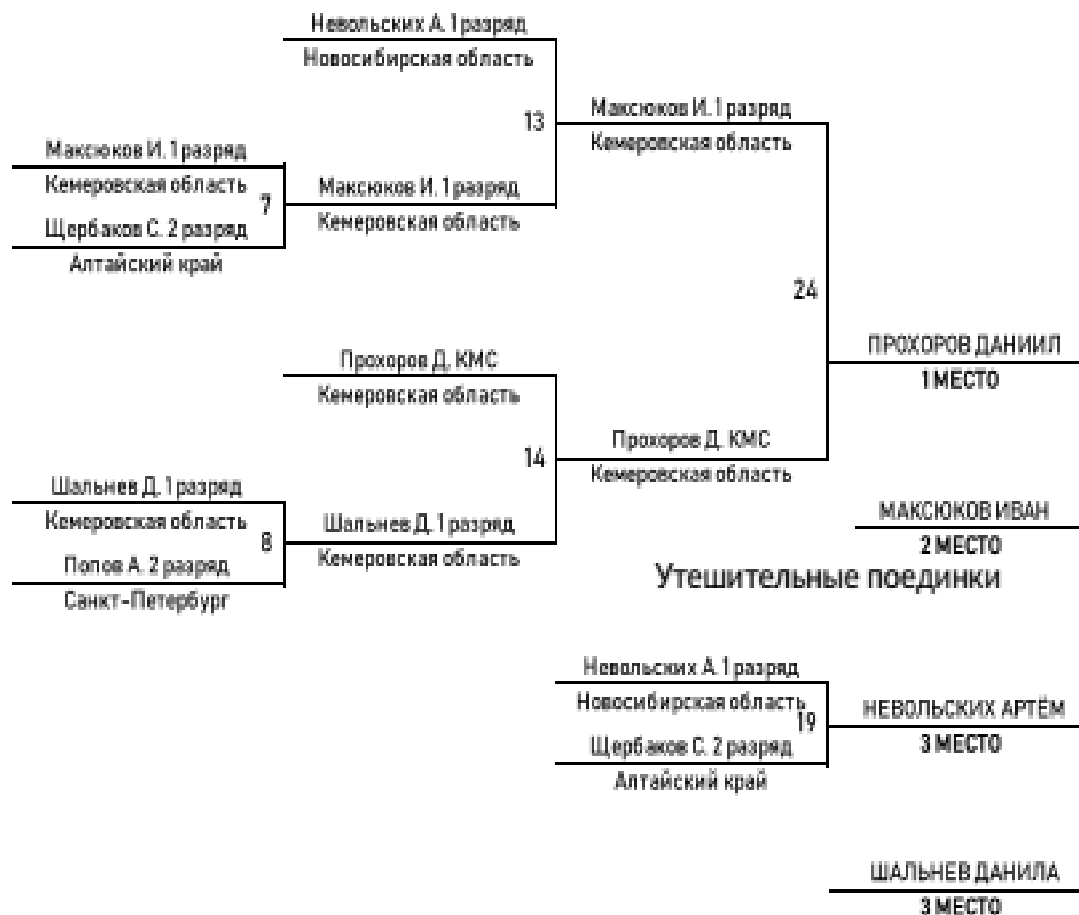 Невольских А. 1 разряд
Новосибирская область
13
Максюков И. 1 разряд
Кемеровская область
Максюков И. 1 разряд
Кемеровская область
7
Щербаков С. 2 разряд
Алтайский край
Максюков И. 1 разряд
Кемеровская область
24
ПРОХОРОВ ДАНИИЛ
1 МЕСТО
Прохоров Д. КМС
Кемеровская область
14
Прохоров Д. КМС
Кемеровская область
Шальнев Д. 1 разряд
Кемеровская область
8
Попов А. 2 разряд
Санкт-Петербург
Шальнев Д. 1 разряд
Кемеровская область
МАКСЮКОВ ИВАН
2 МЕСТО
Утешительные поединки
Невольских А. 1 разряд
Новосибирская область
19
Щербаков С. 2 разряд
Алтайский край
НЕВОЛЬСКИХ АРТЁМ
3 МЕСТО
ШАЛЬНЕВ ДАНИЛА
3 МЕСТО